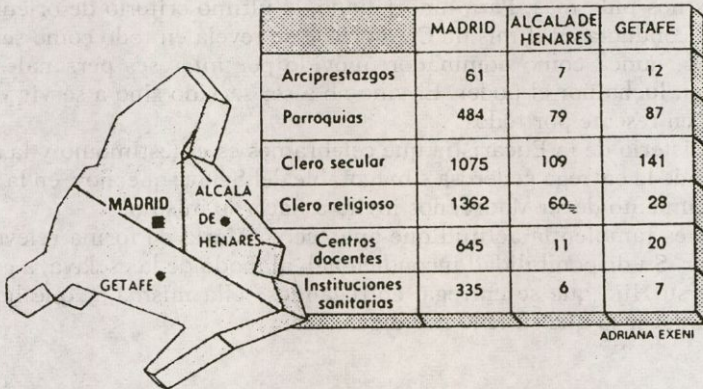 MADRID ALCALÁ DE HENARES GETAFE
Arciprestazgos 61 7 12
Parroquias 484 79 87
Clero secular 1075 109 141
Clero religioso 1362 60 28
Centros docentes 645 11 20
Instituciones sanitarias 335 6 7
MADRID
ALCALÁ
DE
HENARES
GETAFE
ADRIANA EXENI